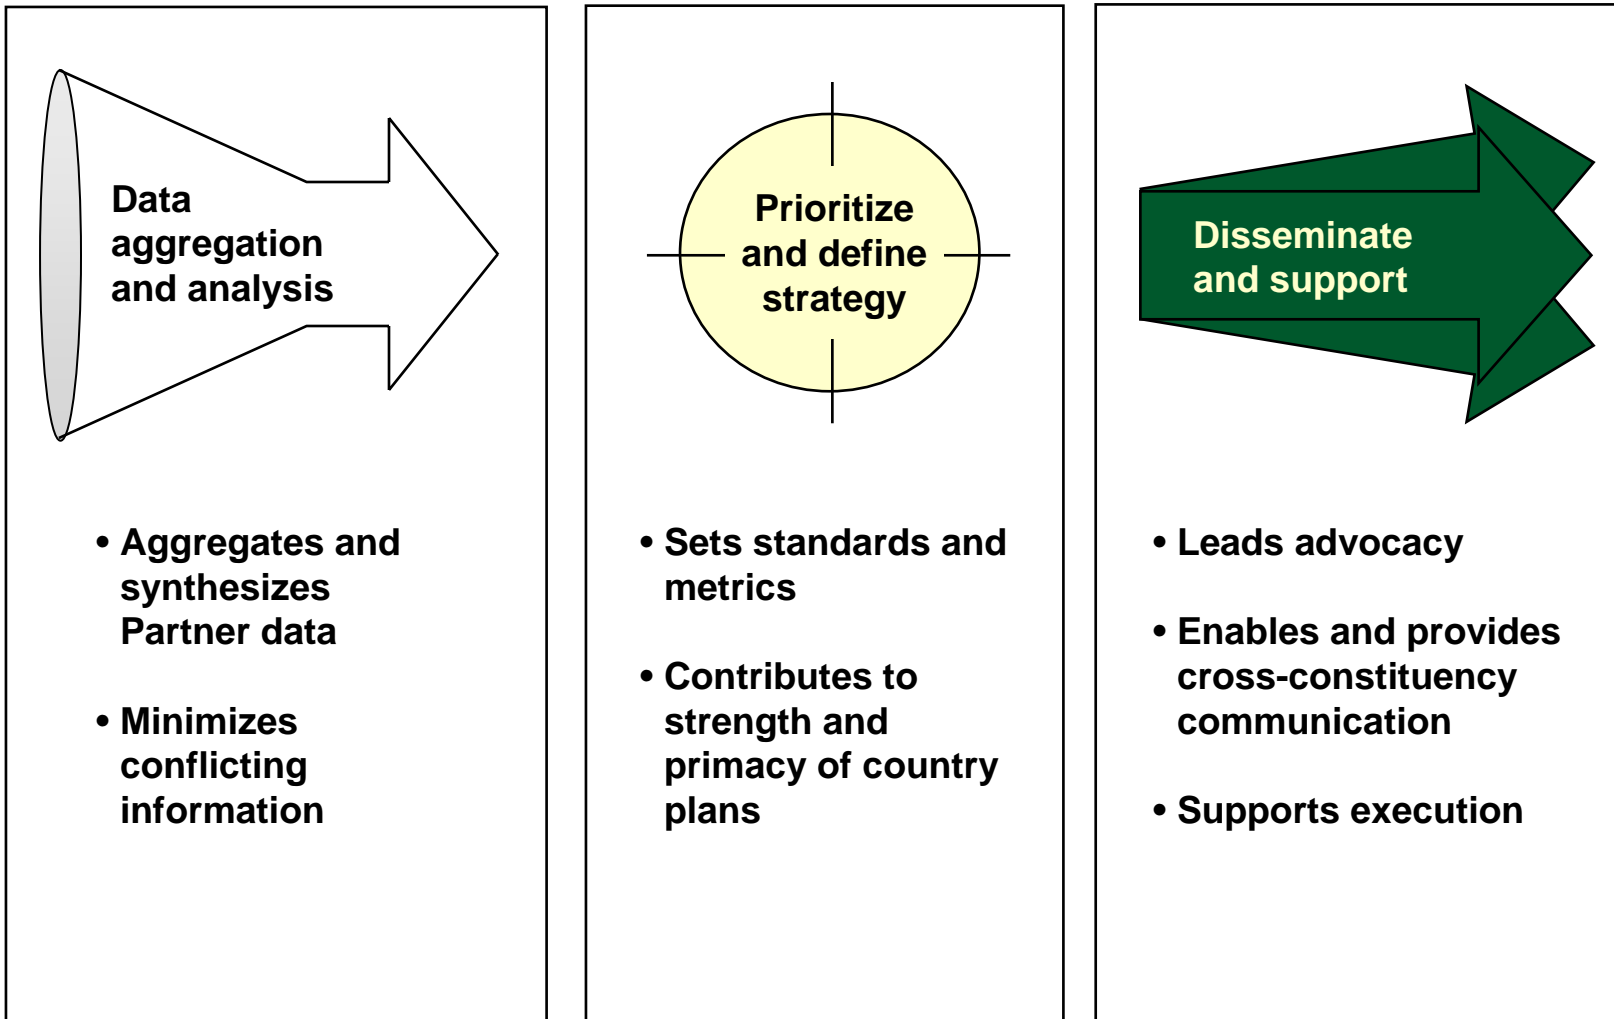 Data
aggregation
and analysis
• Aggregates and
synthesizes
Partner data
• Minimizes
conflicting
information
Prioritize
and define
strategy
• Sets standards and
metrics
• Contributes to
strength and
primacy of country
plans
Disseminate
and support
• Leads advocacy
• Enables and provides
cross-constituency
communication
• Supports execution